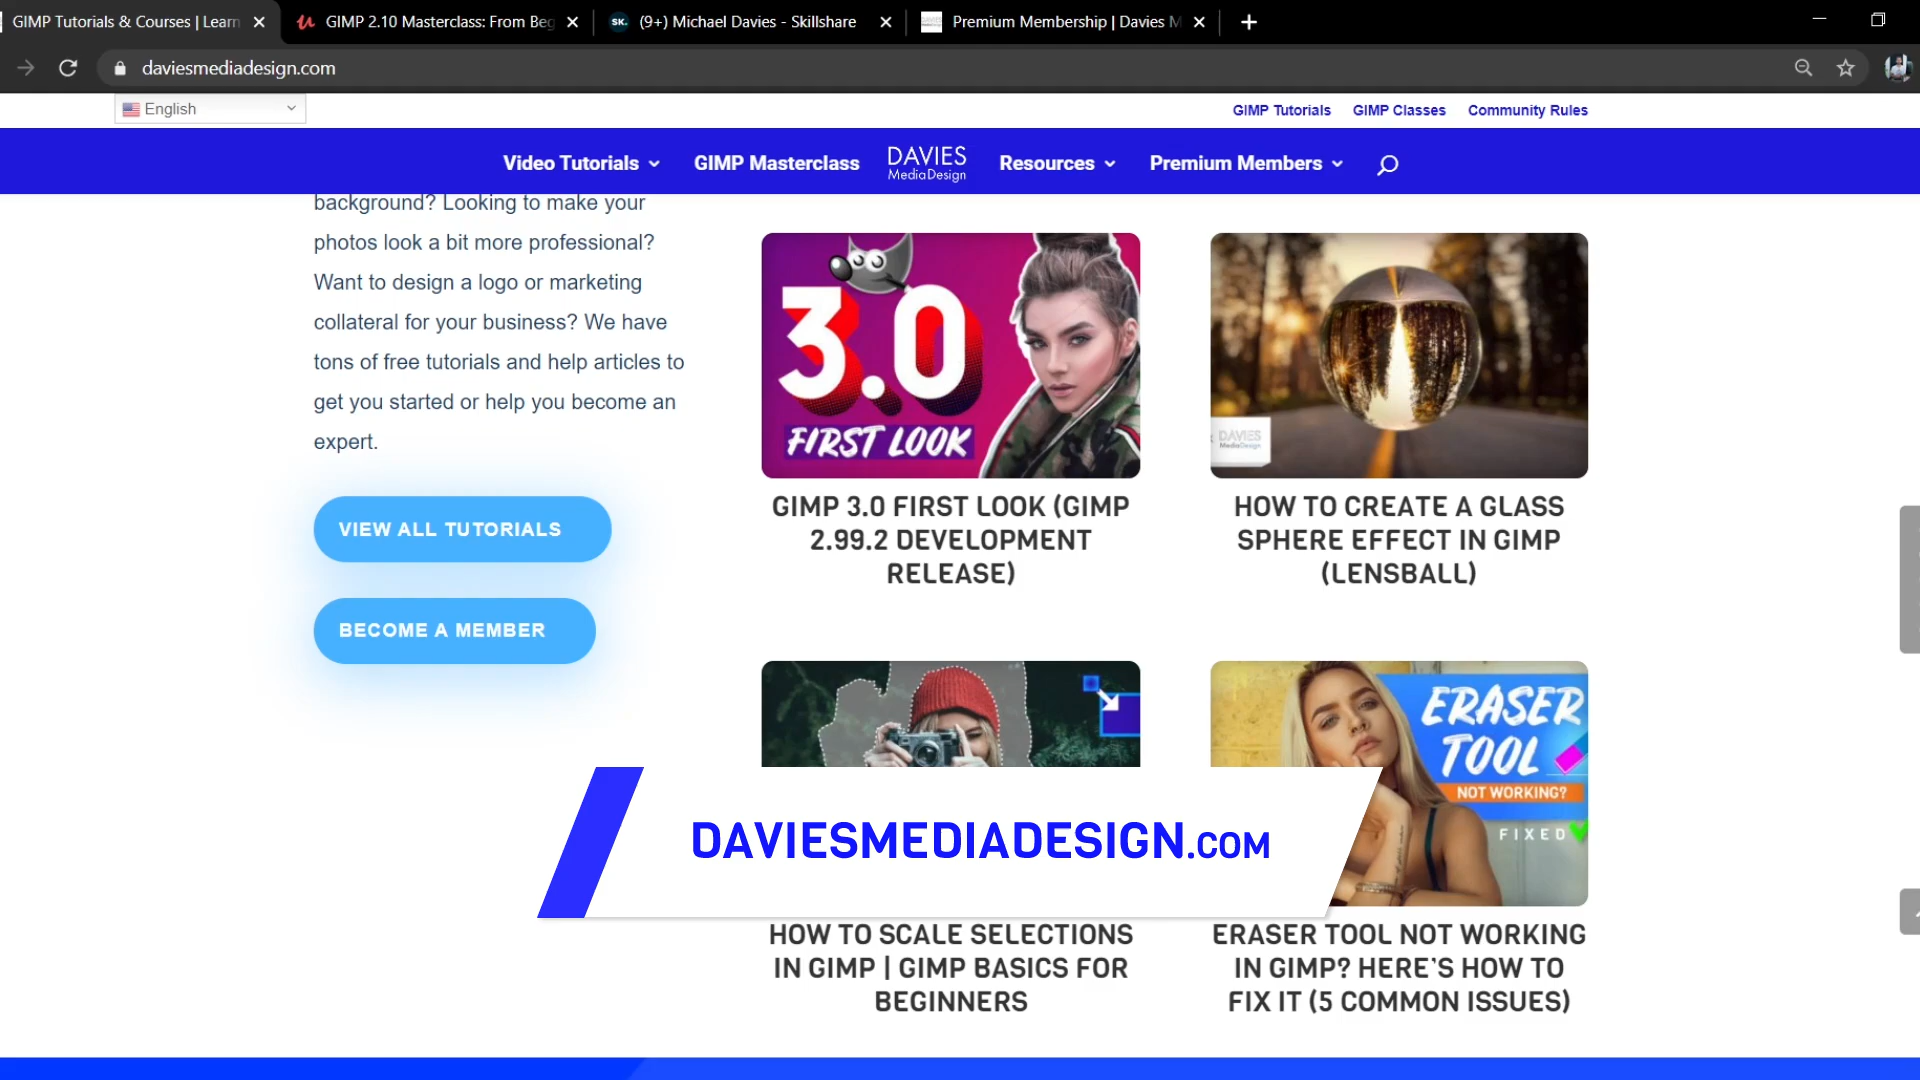 GIMP Tutorials & Courses | Learn
GIMP 2.10 Masterclass: From Beg
SK.
(9+) Michael Davies - Skillshare
Premium Membership | Davies M
daviesmediadesign.com
English
GIMP Tutorials
GIMP Classes
Community Rules
Video Tutorials
GIMP Masterclass
DAVIES
MediaDesign
Resources
Premium Members
background? Looking to make your
photos look a bit more professional?
Want to design a logo or marketing
collateral for your business? We have
tons of free tutorials and help articles to
get you started or help you become an
expert.
VIEW ALL TUTORIALS
BECOME A MEMBER
3.0
FIRST LOOK
GIMP 3.0 FIRST LOOK (GIMP
2.99.2 DEVELOPMENT
RELEASE)
DAVIES
MediaDesign
HOW TO CREATE A GLASS
SPHERE EFFECT IN GIMP
(LENSBALL)
ERASER
TOOL
NOT WORKING?
FIXED
DAVIESMEDIADESIGN.COM
HOW TO SCALE SELECTIONS
IN GIMP | GIMP BASICS FOR
BEGINNERS
ERASER TOOL NOT WORKING
IN GIMP? HERE'S HOW TO
FIX IT (5 COMMON ISSUES)